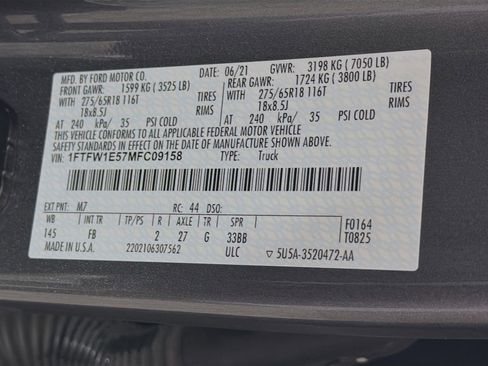 MFD. BY FORD MOTOR CO. DATE: 06/21 GVWR: 3198 KG ( 7050 LB)
FRONT GAWR: 1599 KG ( 3525 LB) REAR GAWR: 1724 KG ( 3800 LB)
WITH 275/65R18 116T TIRES WITH 275/65R18 116T TIRES
18x8.5J RIMS 18x8.5J RIMS
AT 240 kPa/ 35 PSI COLD AT 240 kPa/ 35 PSI COLD
THIS VEHICLE CONFORMS TO ALL APPLICABLE FEDERAL MOTOR VEHICLE
SAFETY STANDARDS IN EFFECT ON THE DATE OF MANUFACTURE SHOWN ABOVE.
VIN: 1FTFW1E57MFC09158 TYPE: Truck
EXT PNT: M7 RC: 44 DSO: F0164
WB INT TR TP/PS R AXLE TR SPR T0825
145 FB 2 27 G 33BB
MADE IN U.S.A. 2202106307562 ULC ▽ 5U5A-3520472-AA